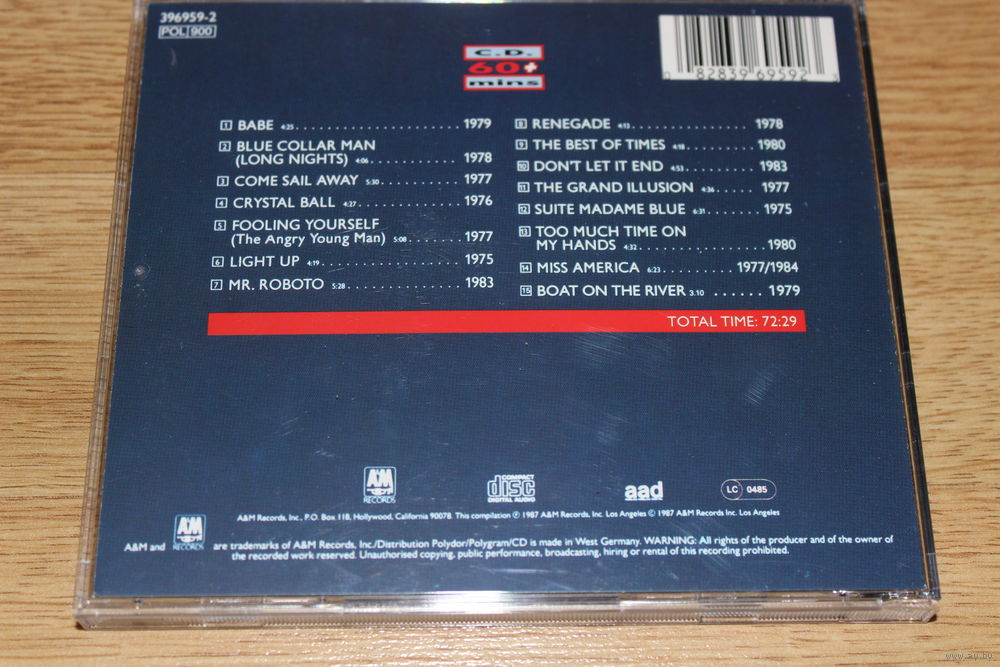 396959-2
POL 900
C.D.
60+
mins
0 82839 69592 3
1 BABE 4:25 . . . . . . . . . . . . . . . . . . . . . . 1979
2 BLUE COLLAR MAN
(LONG NIGHTS) 4:06 . . . . . . . . . . . 1978
3 COME SAIL AWAY 5:30 . . . . . . . . . . 1977
4 CRYSTAL BALL 4:27 . . . . . . . . . . . . . 1976
5 FOOLING YOURSELF
(The Angry Young Man) 5:08 . . . . . . . 1977
6 LIGHT UP 4:19 . . . . . . . . . . . . . . . . . 1975
7 MR. ROBOTO 5:28 . . . . . . . . . . . . . . 1983
8 RENEGADE 4:13 . . . . . . . . . . . . . . 1978
9 THE BEST OF TIMES 4:18 . . . . . . . . 1980
10 DON'T LET IT END 4:53 . . . . . . . . . 1983
11 THE GRAND ILLUSION 4:36 . . . . . 1977
12 SUITE MADAME BLUE 6:31 . . . . . . 1975
13 TOO MUCH TIME ON
MY HANDS 4:32 . . . . . . . . . . . . . . . 1980
14 MISS AMERICA 6:23 . . . . . . . . 1977/1984
15 BOAT ON THE RIVER 3.10 . . . . . . 1979
TOTAL TIME: 72:29
A&M RECORDS
COMPACT disc DIGITAL AUDIO
aad
LC 0485
A&M Records, Inc., P.O. Box 118, Hollywood, California 90078. This compilation ℗ 1987 A&M Records, Inc. Los Angeles © 1987 A&M Records Inc. Los Angeles
A&M and A&M RECORDS are trademarks of A&M Records, Inc./Distribution Polydor/Polygram/CD is made in West Germany. WARNING: All rights of the producer and of the owner of
the recorded work reserved. Unauthorised copying, public performance, broadcasting, hiring or rental of this recording prohibited.
www.ay.by